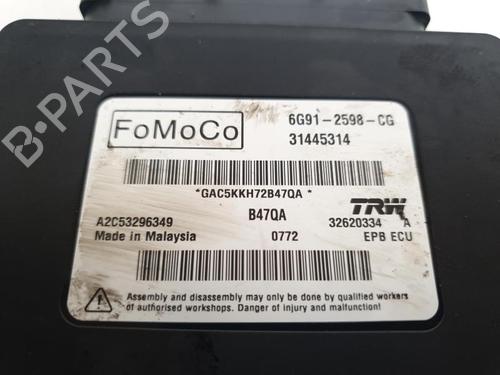 FoMoCo
6G91-2598-CG
31445314
*GAC5KKH72B47QA*
B47QA
TRW
A2C53296349
32620334 A
Made in Malaysia
0772
EPB ECU
Assembly and disassembly may only be done by qualified workers
of authorised workshops. Danger of injury and malfunction!
B-PARTS